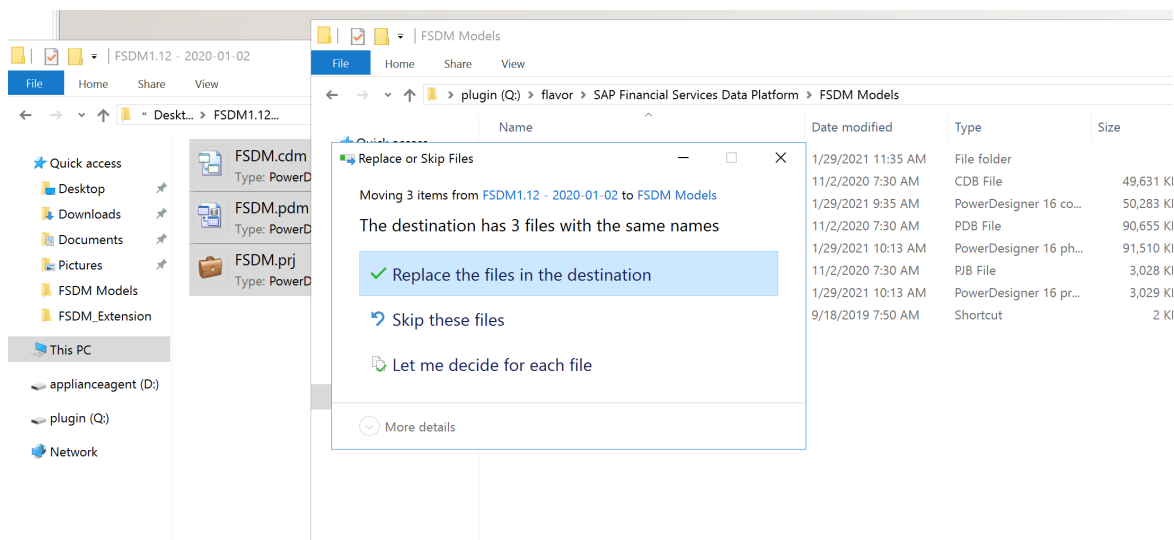 FSDM1.12 - 2020-01-02
File Home Share View
Deskt... > FSDM1.12...
Quick access
Desktop
Downloads
Documents
Pictures
FSDM Models
FSDM_Extension
This PC
applianceagent (D:)
plugin (Q:)
Network
FSDM.cdm
Type: PowerD
FSDM.pdm
Type: PowerD
FSDM.prj
Type: PowerD
FSDM Models
File Home Share View
> plugin (Q:) > flavor > SAP Financial Services Data Platform > FSDM Models
Name Date modified Type Size
Quick access
1/29/2021 11:35 AM File folder
11/2/2020 7:30 AM CDB File 49,631 K
1/29/2021 9:35 AM PowerDesigner 16 co... 50,283 K
11/2/2020 7:30 AM PDB File 90,655 K
1/29/2021 10:13 AM PowerDesigner 16 ph... 91,510 K
11/2/2020 7:30 AM PJB File 3,028 K
1/29/2021 10:13 AM PowerDesigner 16 pr... 3,029 K
9/18/2019 7:50 AM Shortcut 2 K
Replace or Skip Files
Moving 3 items from FSDM1.12 - 2020-01-02 to FSDM Models
The destination has 3 files with the same names
Replace the files in the destination
Skip these files
Let me decide for each file
More details